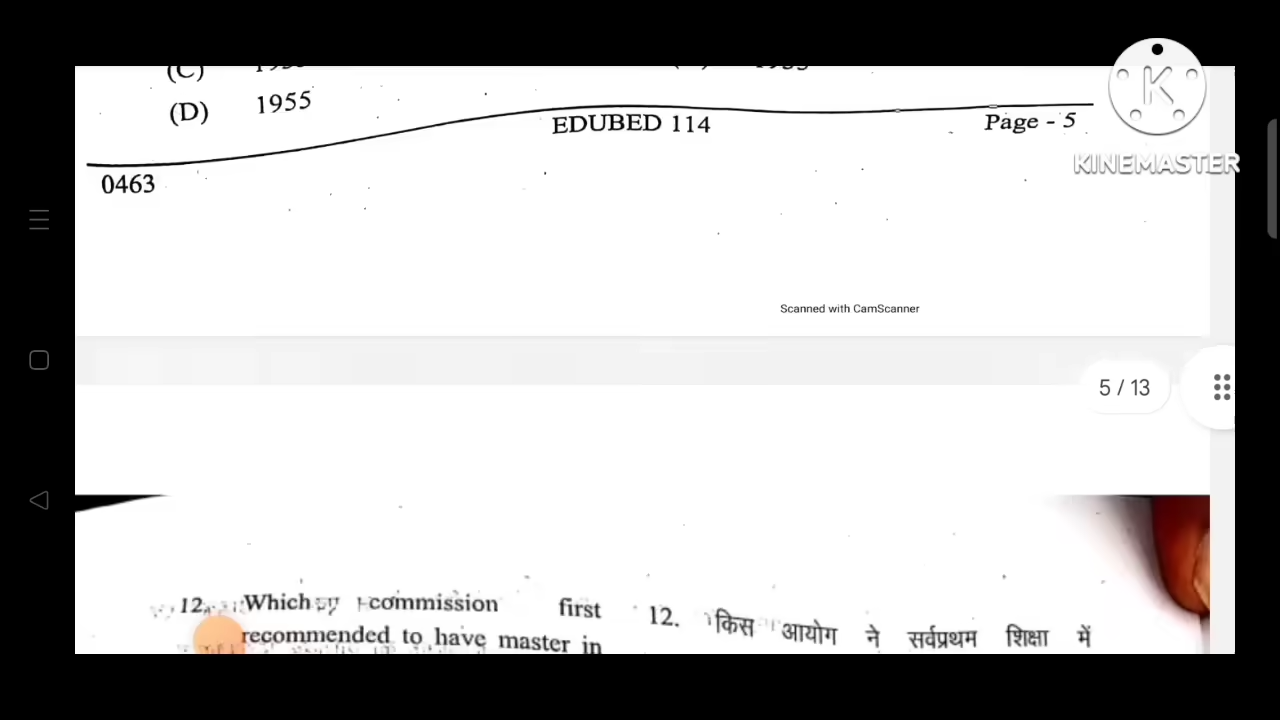 (C)
(D) 1955
EDUBED 114
Page - 5
K
KINEMASTER
0463
Scanned with CamScanner
5 / 13
12. Which commission first
recommended to have master in
12. किस आयोग ने सर्वप्रथम शिक्षा में